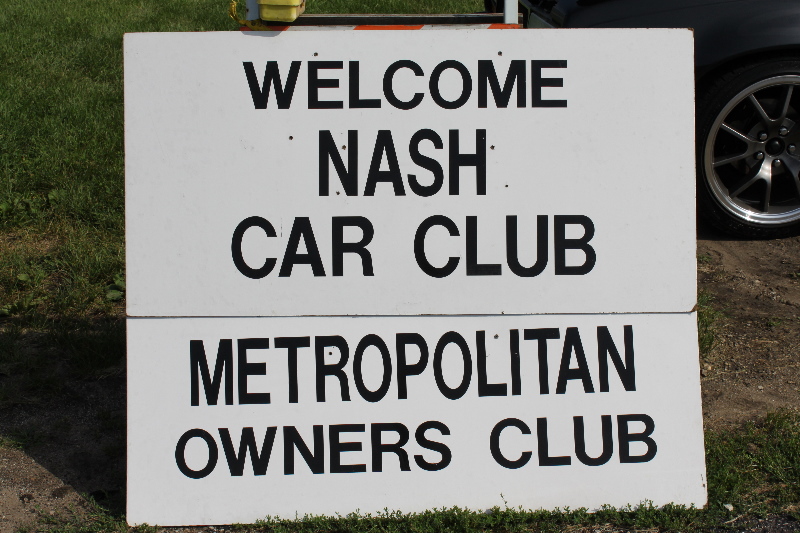 WELCOME
NASH
CAR CLUB
METROPOLITAN
OWNERS CLUB